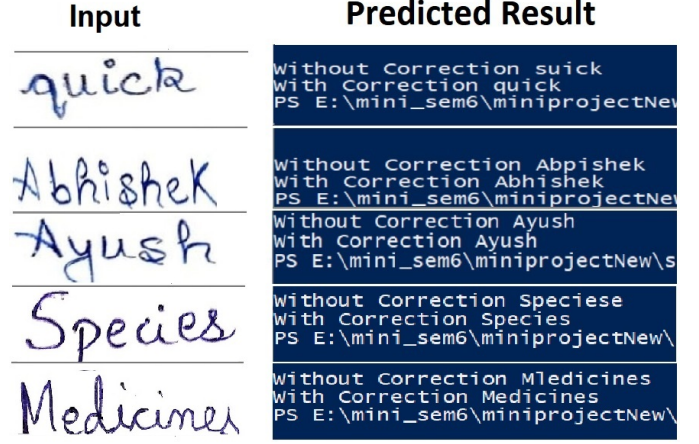 Input Predicted Result
quick
Without Correction suick
With Correction quick
PS E:\mini_sem6\miniprojectNew
Abhishek
Without Correction Abpishek
With Correction Abhishek
PS E:\mini_sem6\miniprojectNew
Ayush
Without Correction Ayush
With Correction Ayush
PS E:\mini_sem6\miniprojectNew\s
Species
Without Correction Speciese
With Correction Species
PS E:\mini_sem6\miniprojectNew\
Medicines
Without Correction Mledicines
With Correction Medicines
PS E:\mini_sem6\miniprojectNew\